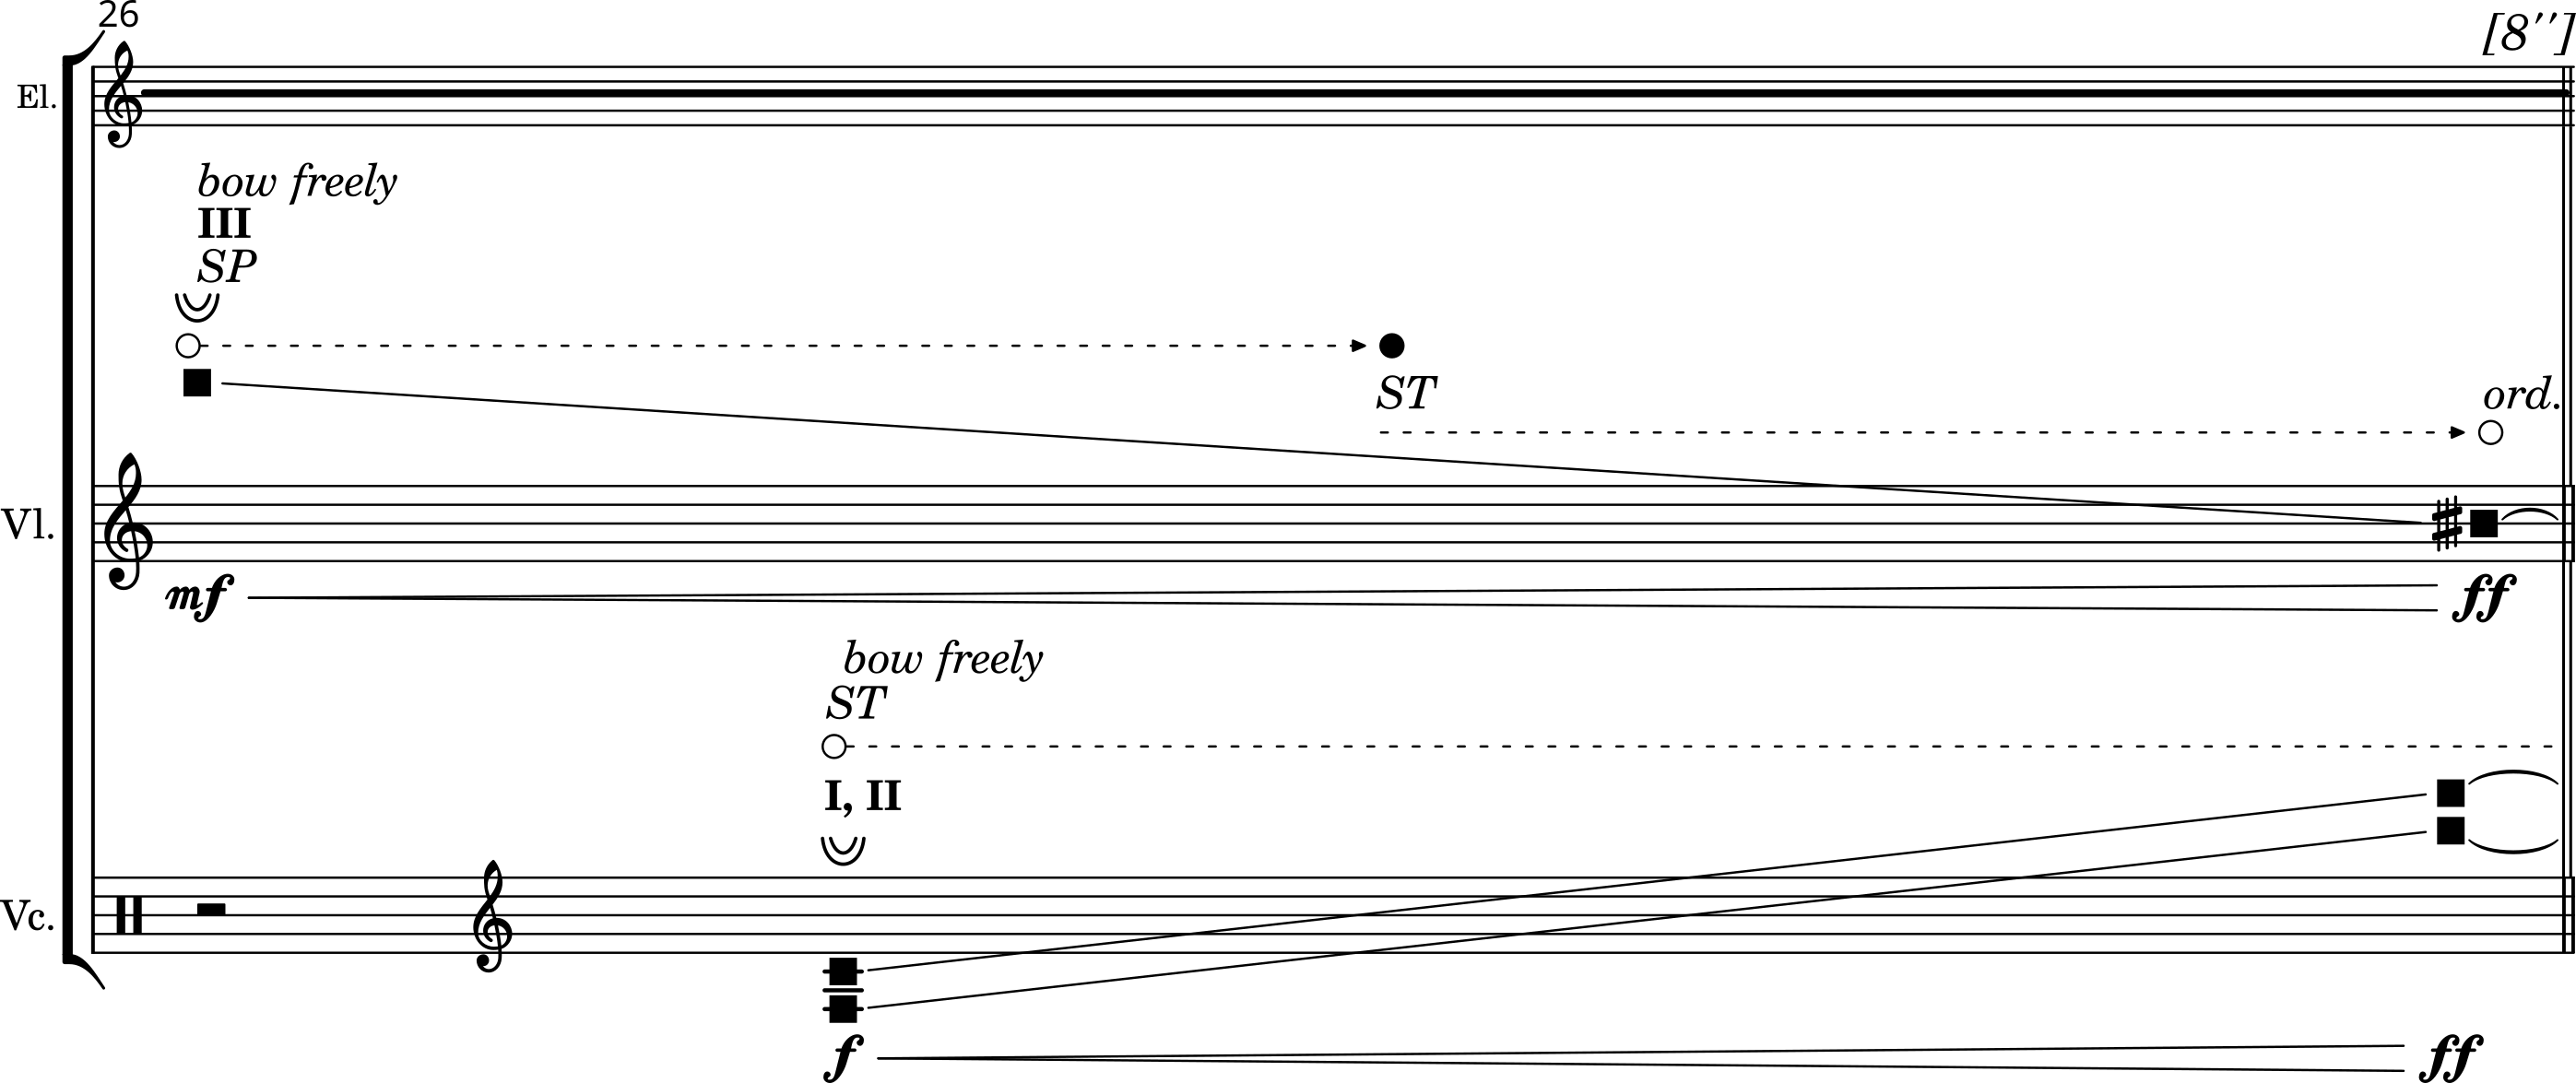 26
[8′′]
El.
bow freely
III
SP
ST
ord.
Vl.
mf
ff
bow freely
ST
I, II
Vc.
f
ff